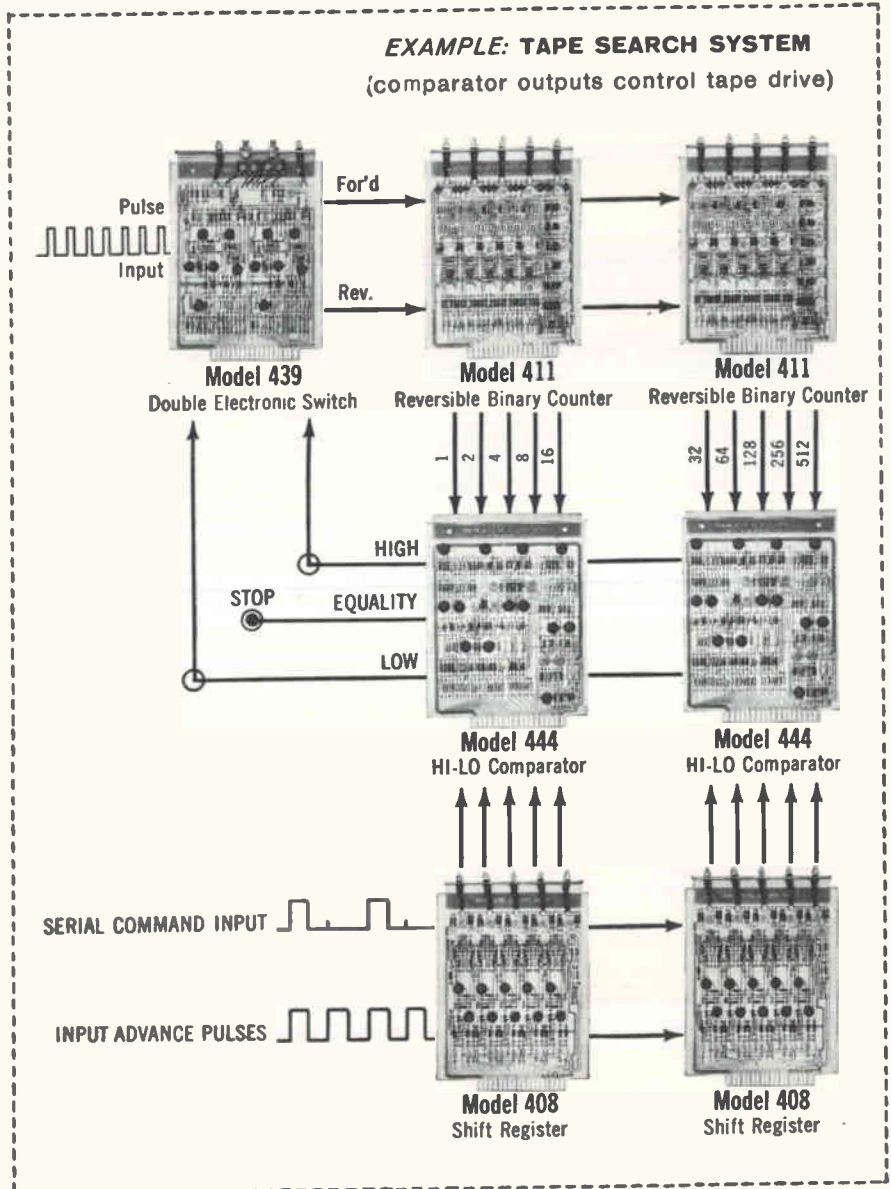 EXAMPLE: TAPE SEARCH SYSTEM
(comparator outputs control tape drive)
Pulse
Input
For'd
Rev.
Model 439
Double Electronic Switch
Model 411
Reversible Binary Counter
Model 411
Reversible Binary Counter
1
2
4
8
16
32
64
128
256
512
HIGH
STOP
EQUALITY
LOW
Model 444
HI-LO Comparator
Model 444
HI-LO Comparator
SERIAL COMMAND INPUT
INPUT ADVANCE PULSES
Model 408
Shift Register
Model 408
Shift Register